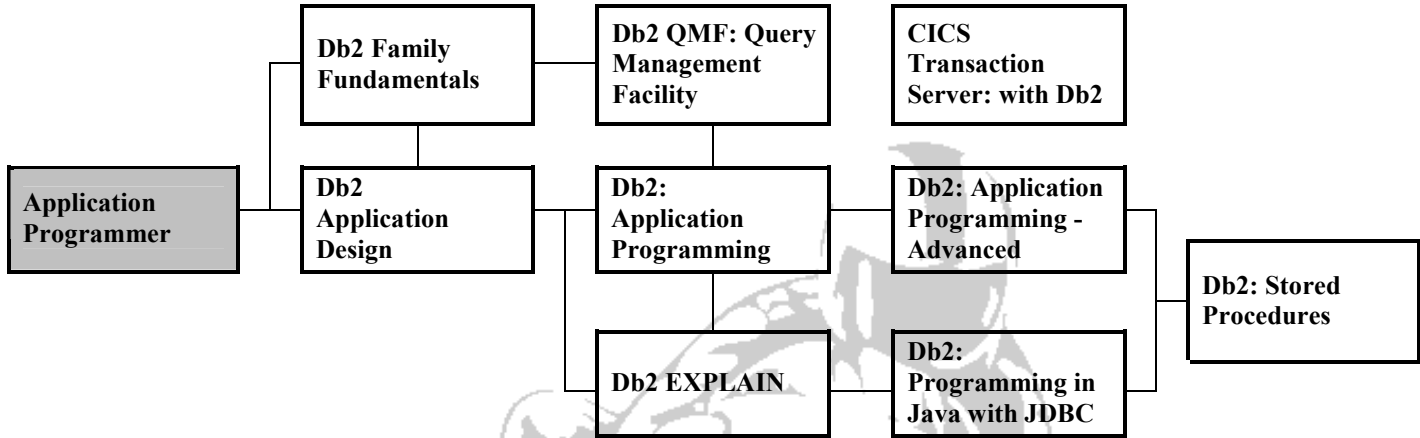 Db2 Family
Fundamentals
Db2 QMF: Query
Management
Facility
CICS
Transaction
Server: with Db2
Application
Programmer
Db2
Application
Design
Db2:
Application
Programming
Db2: Application
Programming -
Advanced
Db2: Stored
Procedures
Db2 EXPLAIN
Db2:
Programming in
Java with JDBC